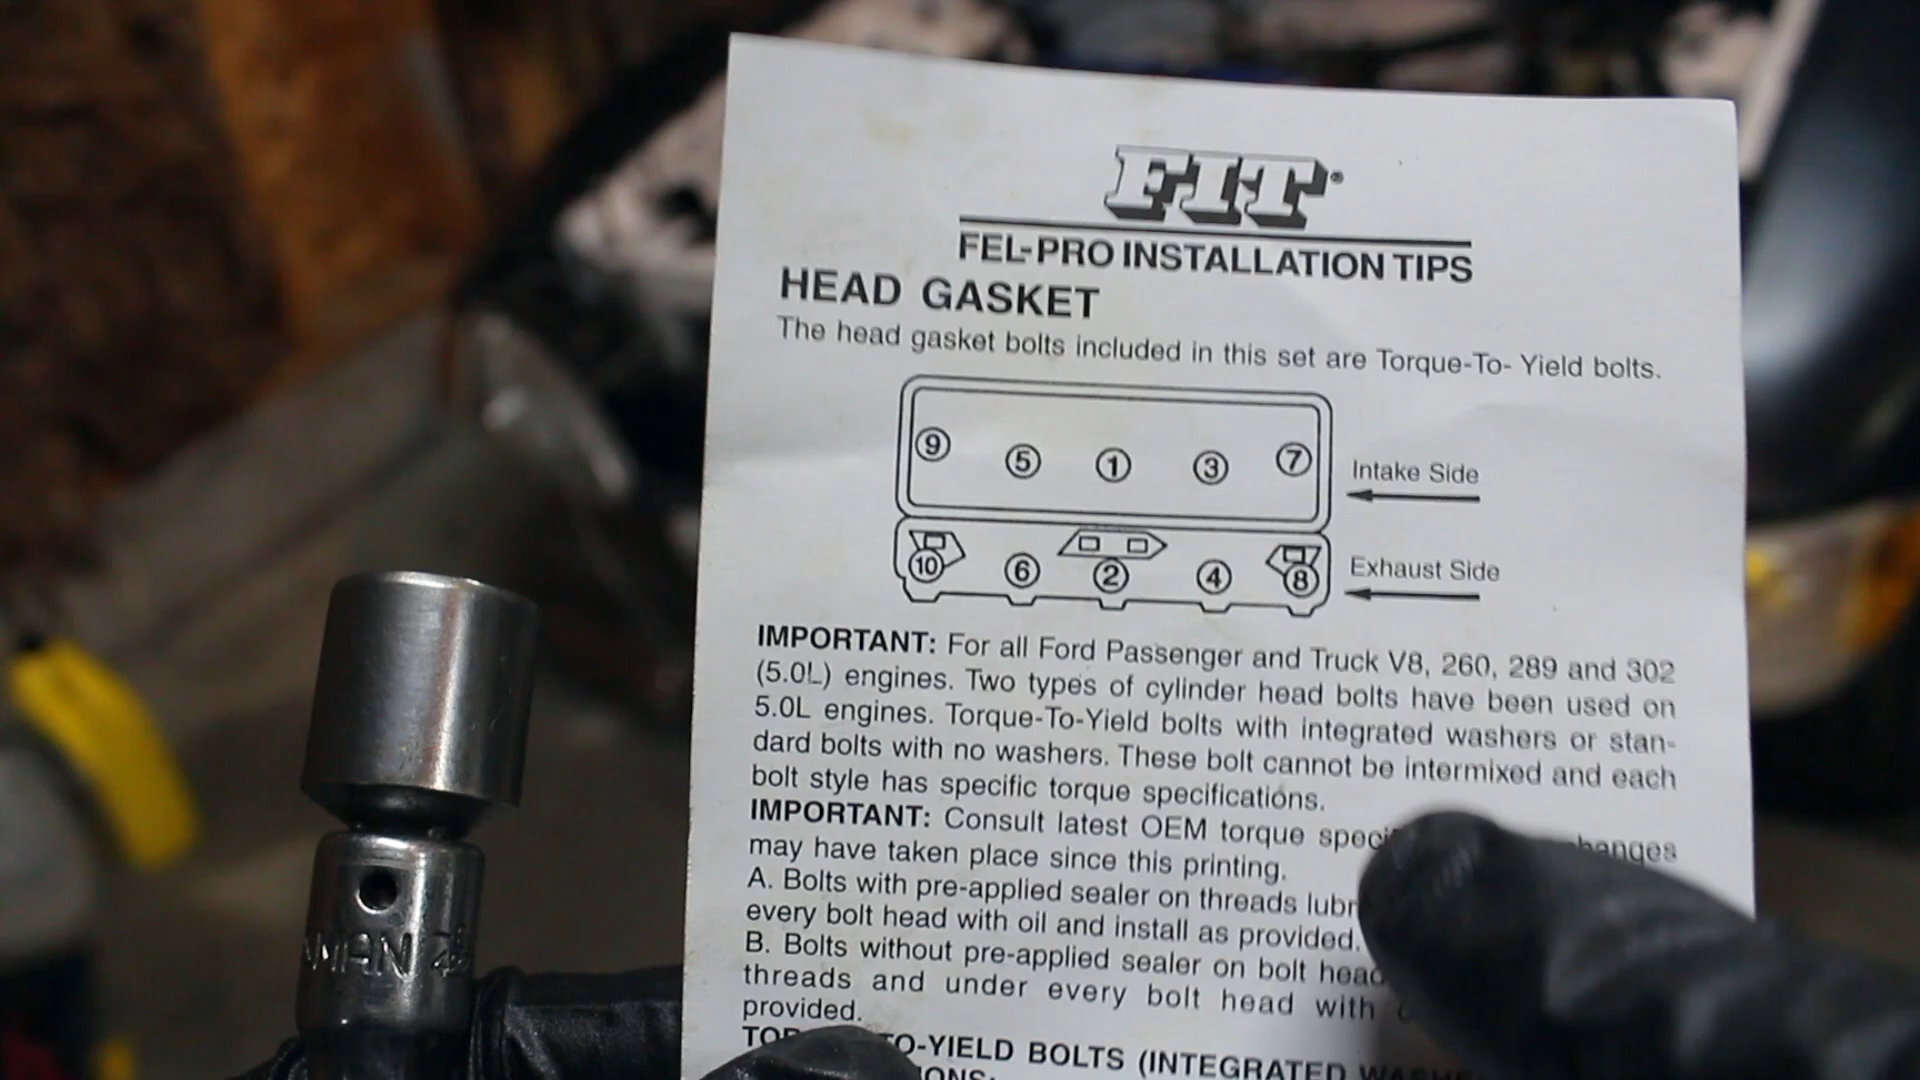 FIT®
FEL-PRO INSTALLATION TIPS
HEAD GASKET
The head gasket bolts included in this set are Torque-To- Yield bolts.
9 5 1 3 7
Intake Side
10 6 2 4 8
Exhaust Side
IMPORTANT: For all Ford Passenger and Truck V8, 260, 289 and 302
(5.0L) engines. Two types of cylinder head bolts have been used on
5.0L engines. Torque-To-Yield bolts with integrated washers or stan-
dard bolts with no washers. These bolt cannot be intermixed and each
bolt style has specific torque specifications.
IMPORTANT: Consult latest OEM torque changes
may have taken place since this printing.
A. Bolts with pre-applied sealer on threads
every bolt head with oil and install as provided.
B. Bolts without pre-applied sealer on bolt
threads and under every bolt head with
provided.
-YIELD BOLTS (INTEGRATED